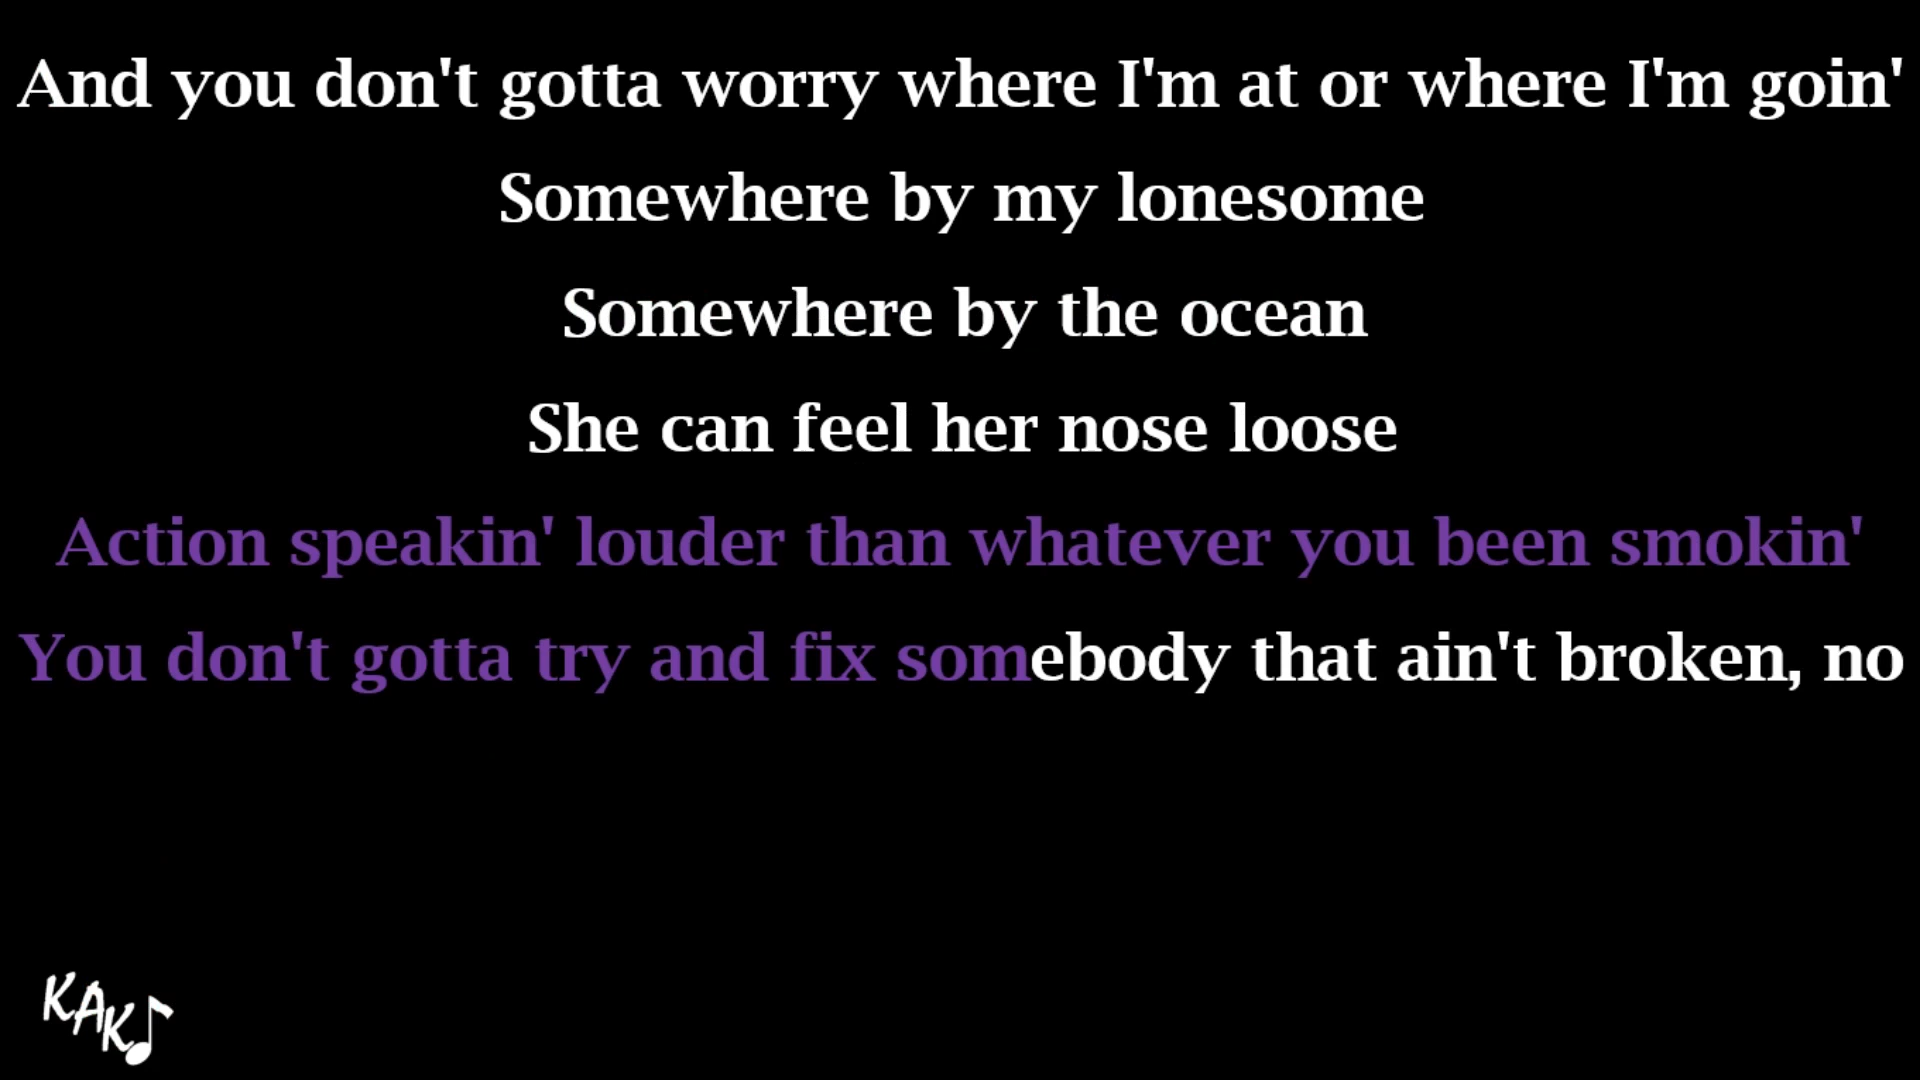 And you don't gotta worry where I'm at or where I'm goin'
Somewhere by my lonesome
Somewhere by the ocean
She can feel her nose loose
Action speakin' louder than whatever you been smokin'
You don't gotta try and fix somebody that ain't broken, no
KAK